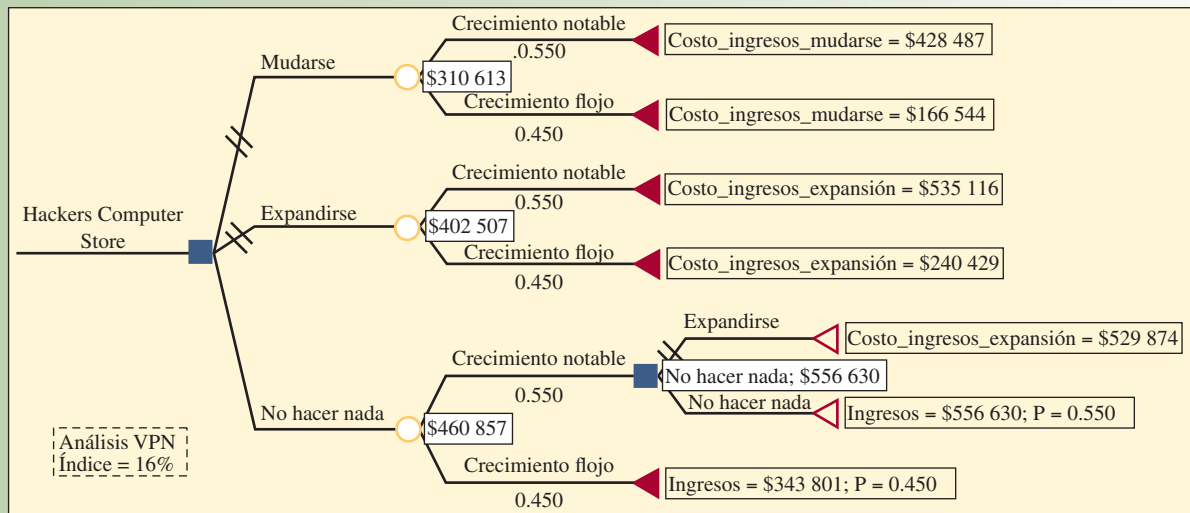 Crecimiento notable
.0.550
Costo_ingresos_mudarse = $428 487
Mudarse
$310 613
Crecimiento flojo
0.450
Costo_ingresos_mudarse = $166 544
Crecimiento notable
0.550
Costo_ingresos_expansión = $535 116
Hackers Computer
Store
Expandirse
$402 507
Crecimiento flojo
0.450
Costo_ingresos_expansión = $240 429
Expandirse
Costo_ingresos_expansión = $529 874
Crecimiento notable
0.550
No hacer nada; $556 630
No hacer nada
Ingresos = $556 630; P = 0.550
No hacer nada
$460 857
Crecimiento flojo
0.450
Ingresos = $343 801; P = 0.450
Análisis VPN
Índice = 16%